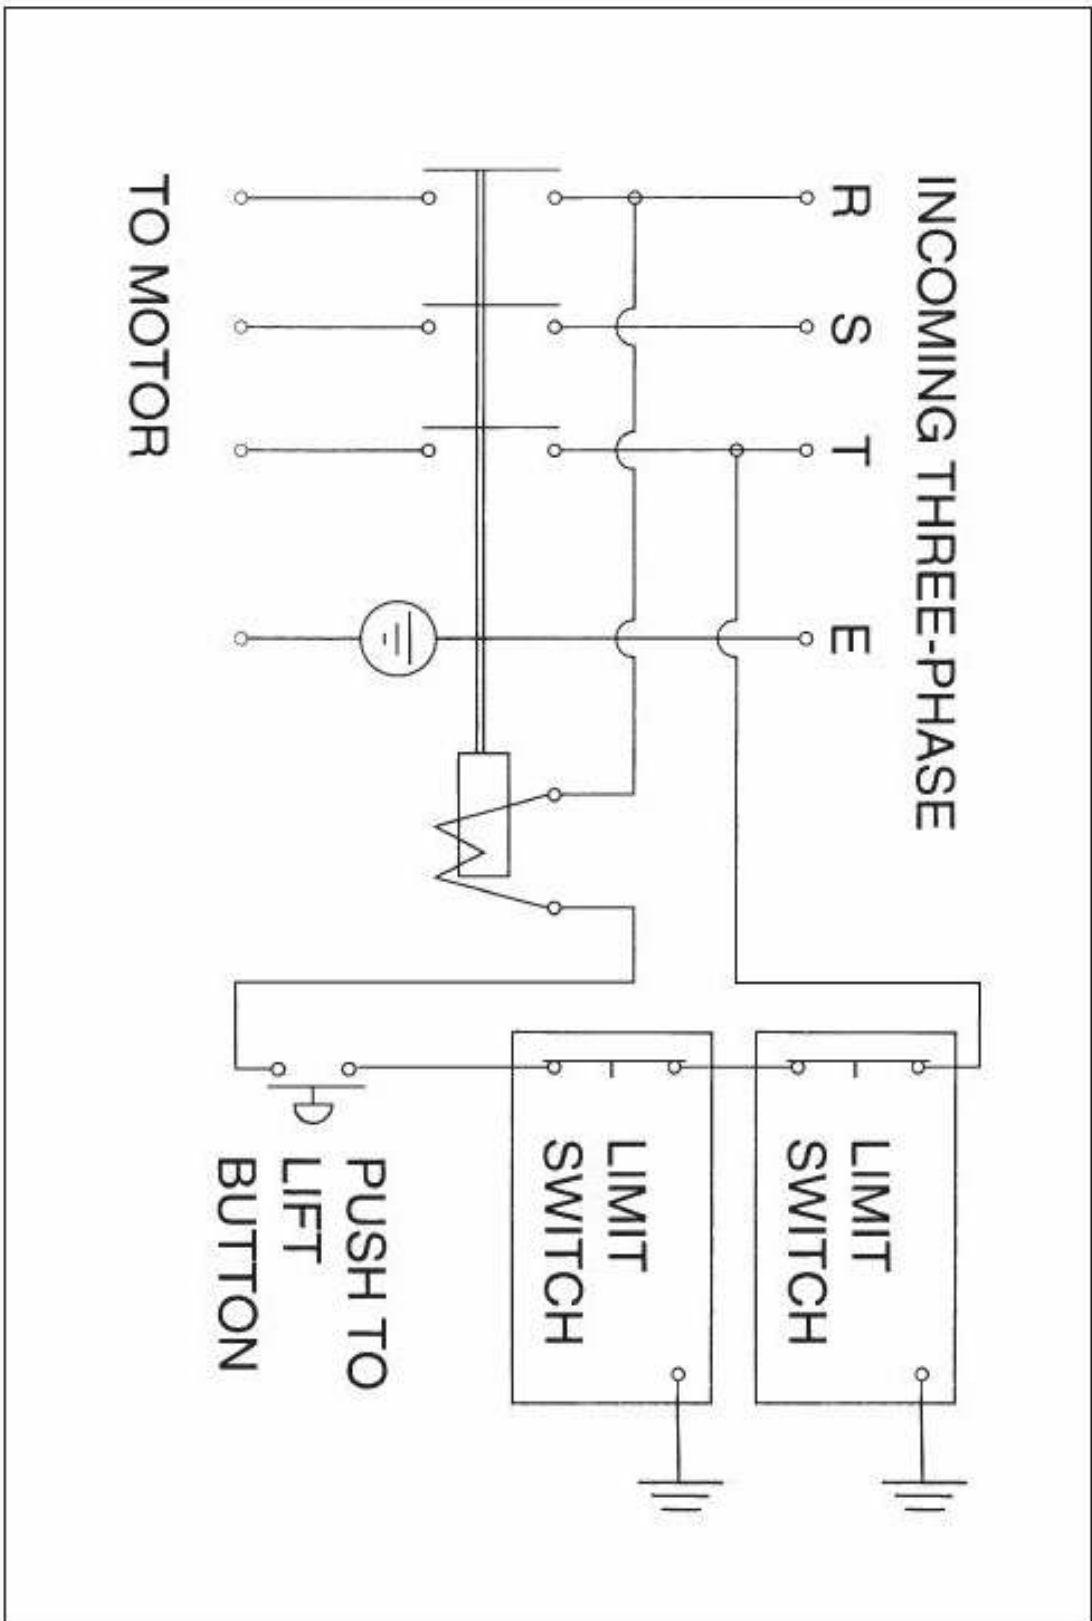 INCOMING THREE-PHASE
R S T E
TO MOTOR
LIMIT
SWITCH
LIMIT
SWITCH
PUSH TO
LIFT
BUTTON